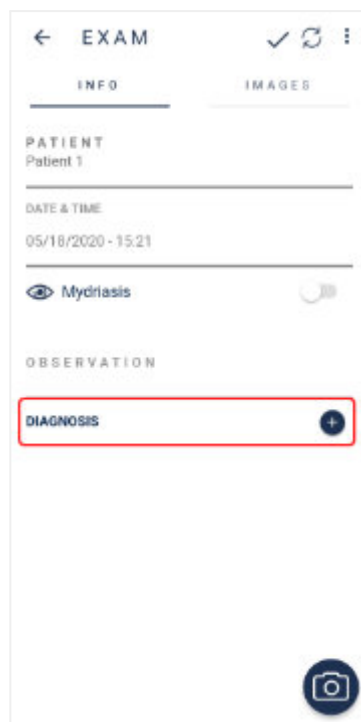 EXAM
INFO
IMAGES
PATIENT
Patient 1
DATE & TIME
05/18/2020 - 15:21
Mydriasis
OBSERVATION
DIAGNOSIS